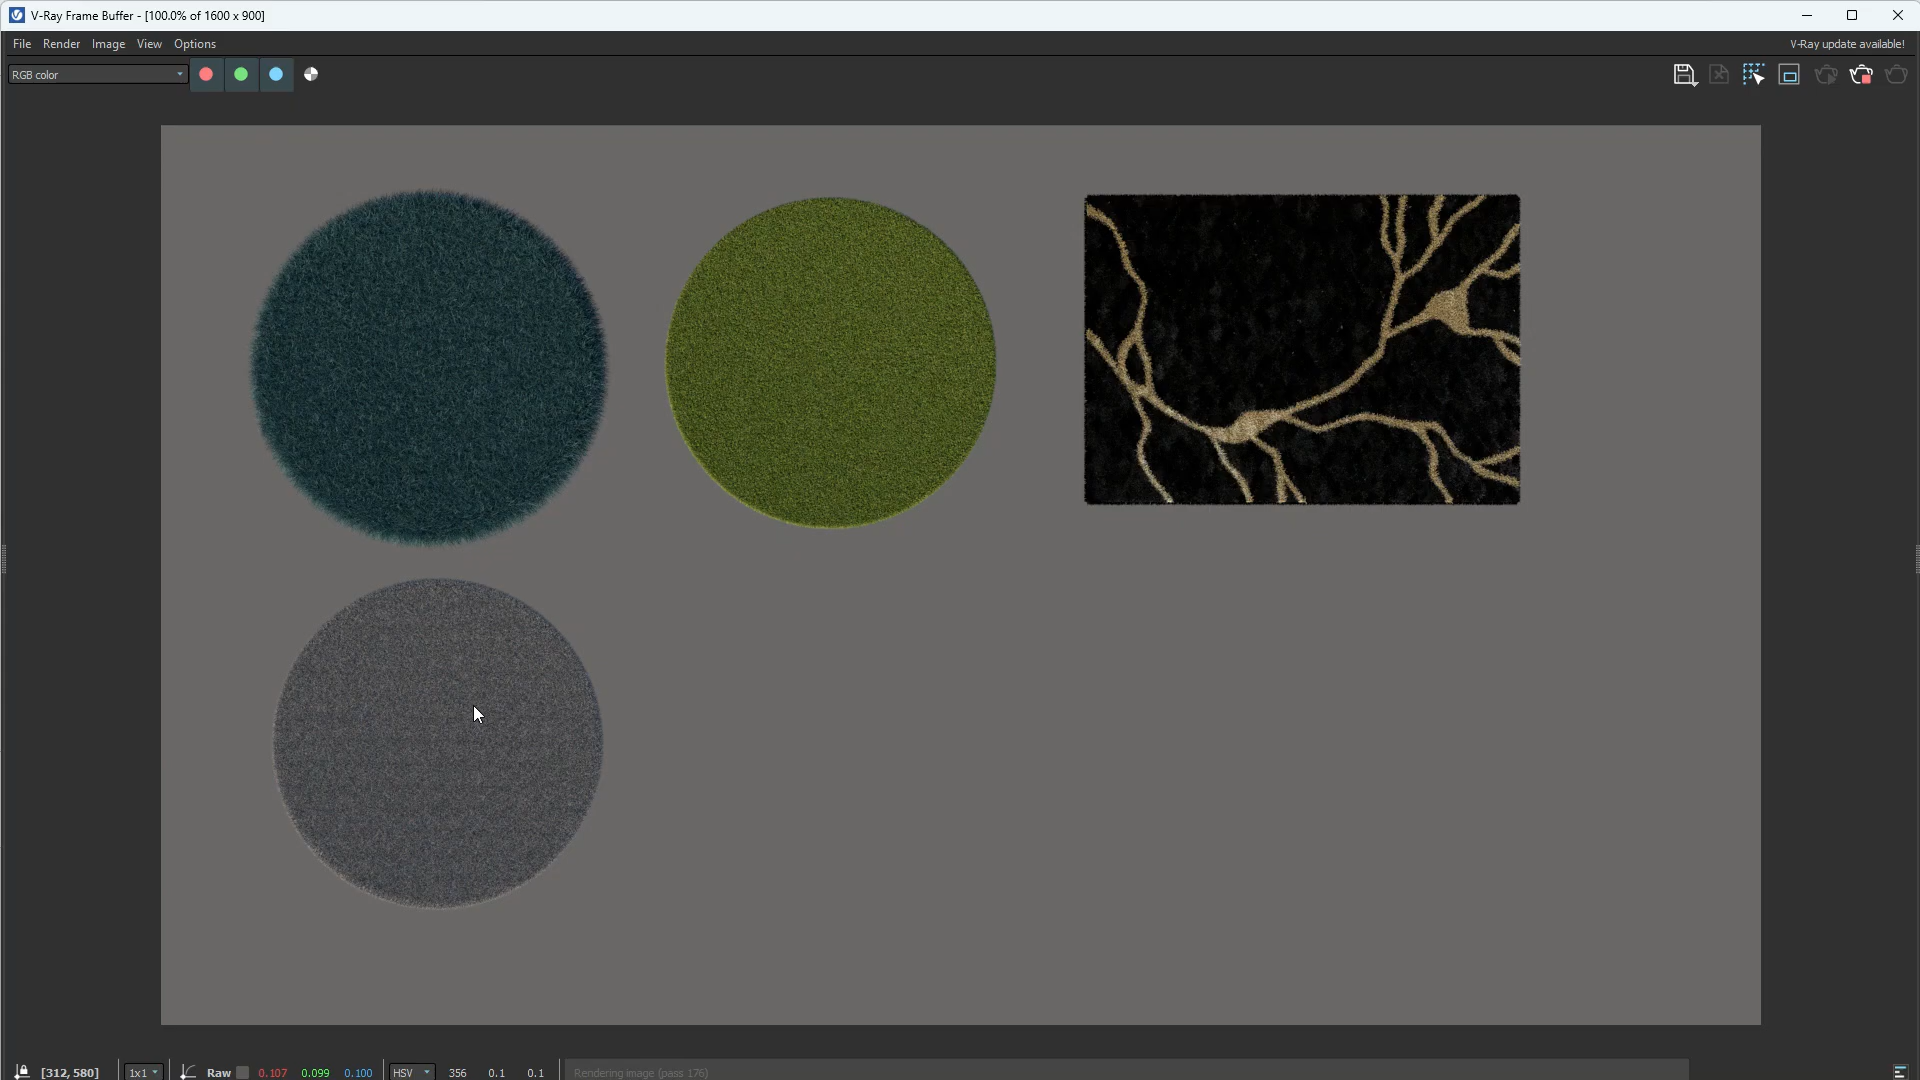 V-Ray Frame Buffer - [100.0% of 1600 x 900]
File Render Image View Options V-Ray update available!
RGB color
[312, 580] 1x1 Raw 0.107 0.099 0.100 HSV 356 0.1 0.1 Rendering image (pass 176)